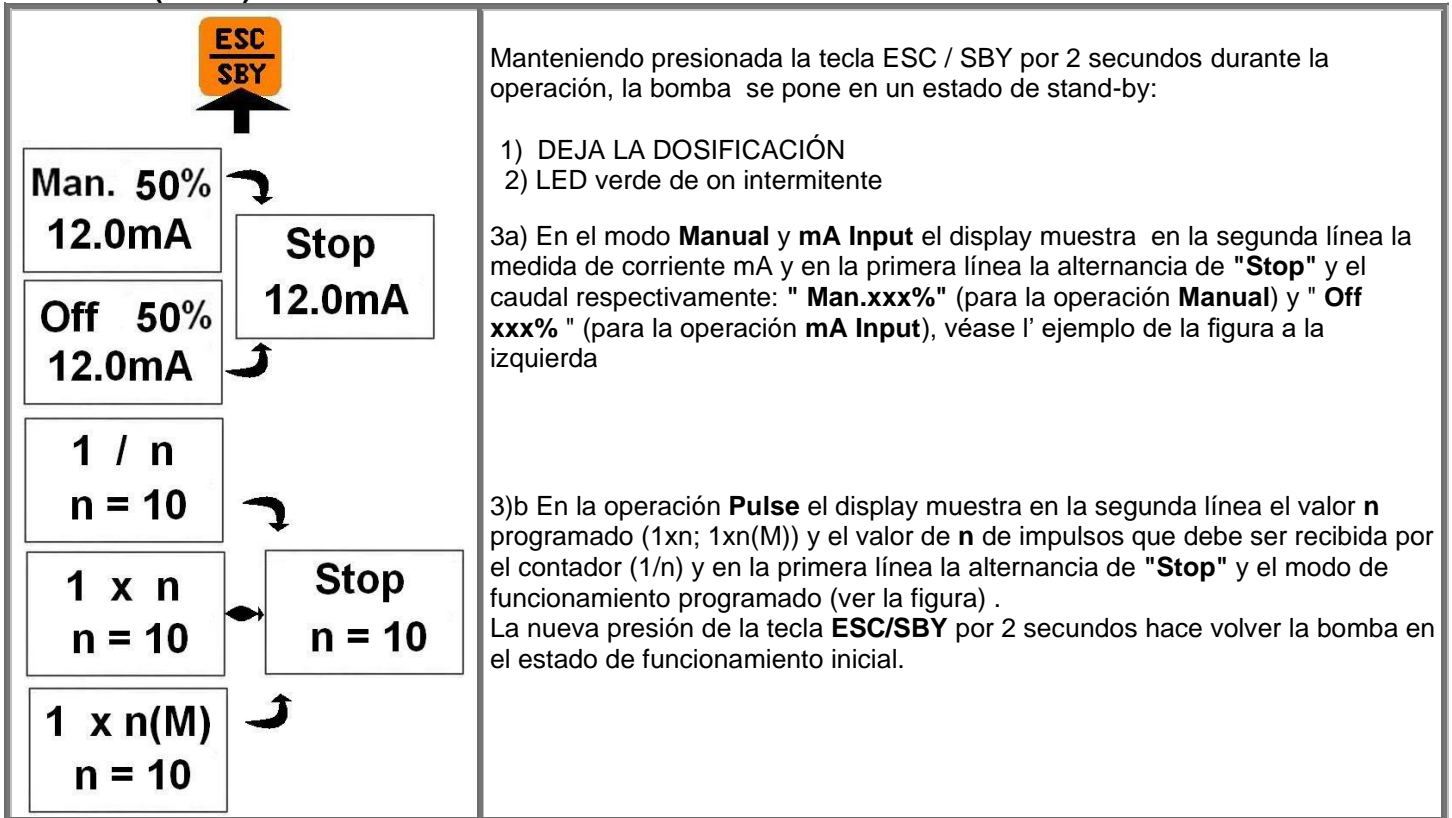 ESC
SBY
Man. 50%
12.0mA
Off 50%
12.0mA
Stop
12.0mA
1 / n
n = 10
1 x n
n = 10
1 x n(M)
n = 10
Stop
n = 10
Manteniendo presionada la tecla ESC / SBY por 2 segundos durante la
operación, la bomba se pone en un estado de stand-by:
1) DEJA LA DOSIFICACIÓN
2) LED verde de on intermitente
3a) En el modo Manual y mA Input el display muestra en la segunda línea la
medida de corriente mA y en la primera línea la alternancia de "Stop" y el
caudal respectivamente: " Man.xxx%" (para la operación Manual) y " Off
xxx% " (para la operación mA Input), véase l' ejemplo de la figura a la
izquierda
3)b En la operación Pulse el display muestra en la segunda línea el valor n
programado (1xn; 1xn(M)) y el valor de n de impulsos que debe ser recibida por
el contador (1/n) y en la primera línea la alternancia de "Stop" y el modo de
funcionamiento programado (ver la figura) .
La nueva presión de la tecla ESC/SBY por 2 segundos hace volver la bomba en
el estado de funcionamiento inicial.